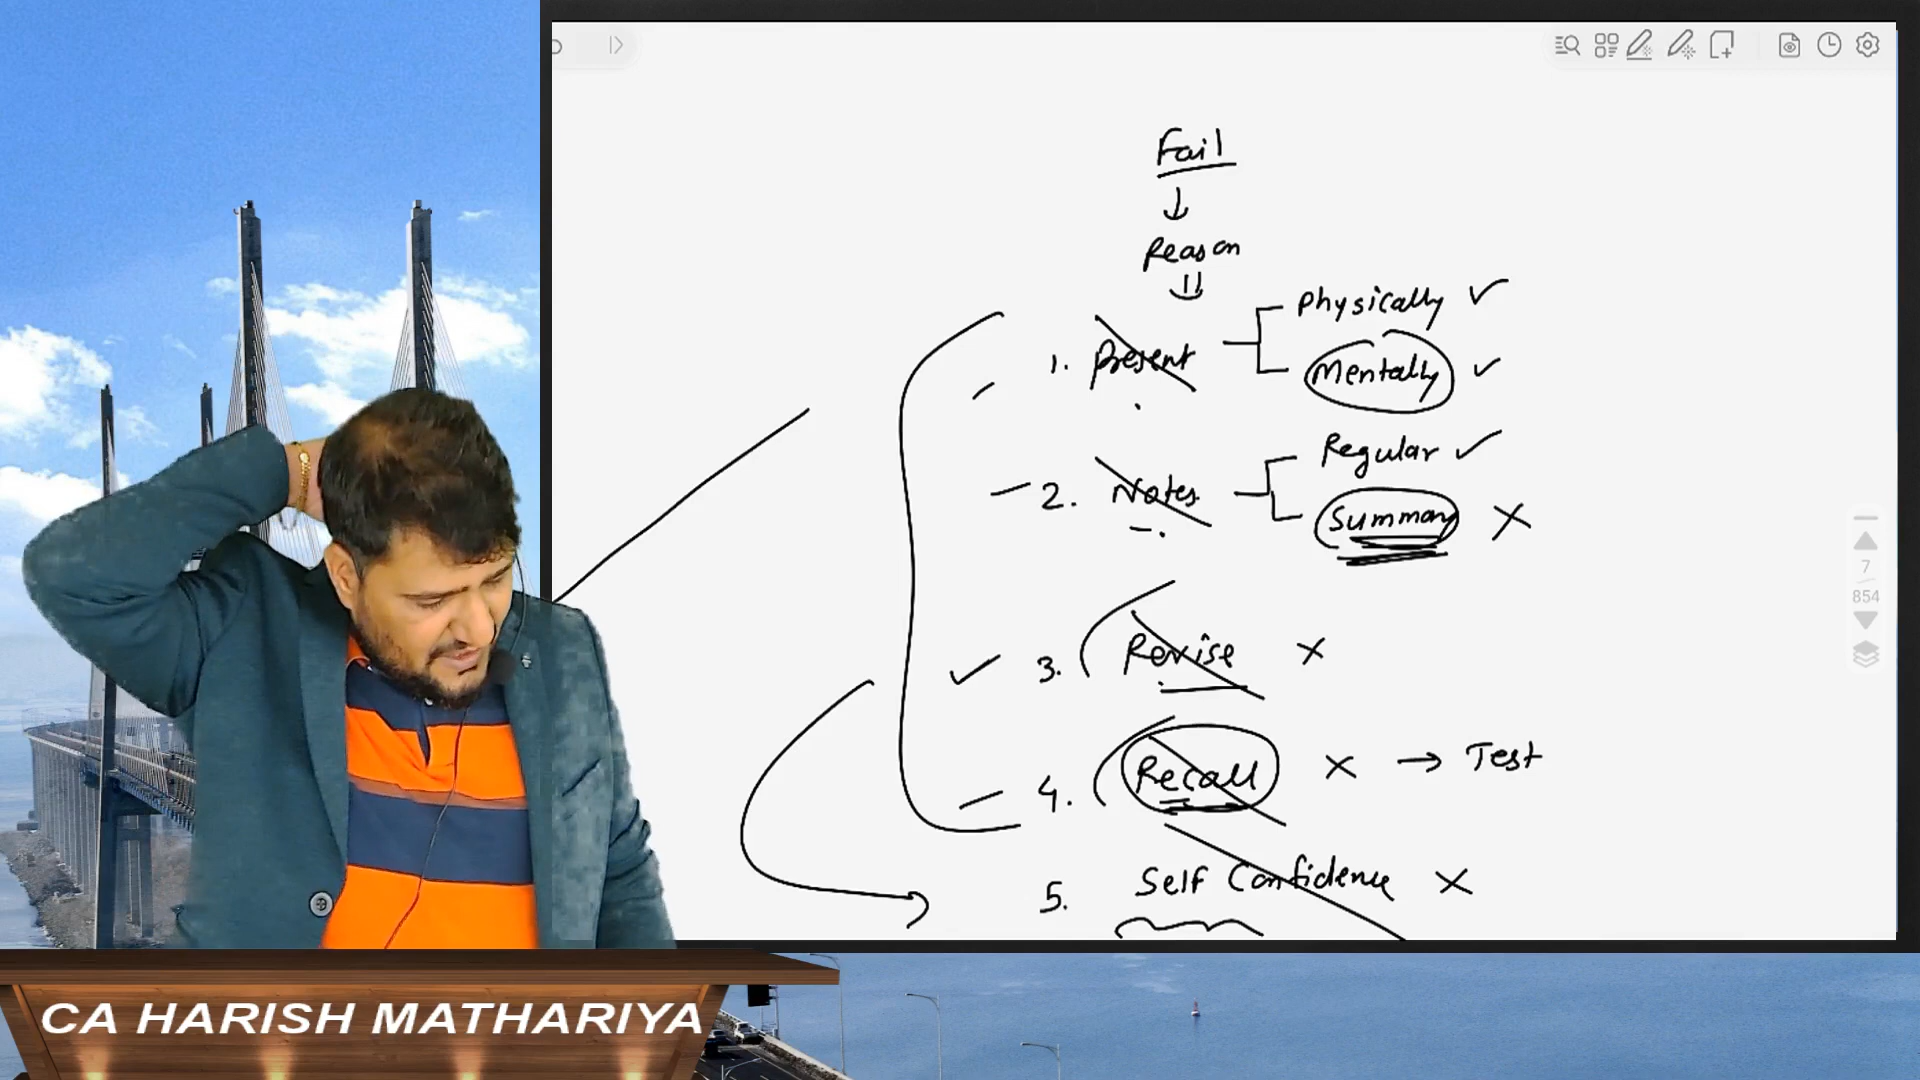 Fail
Reason
1. Present
Physically
Mentally
2. Notes
Regular
Summary
3. Revise
4. Recall → Test
5. Self Confidence
7
854
CA HARISH MATHARIYA